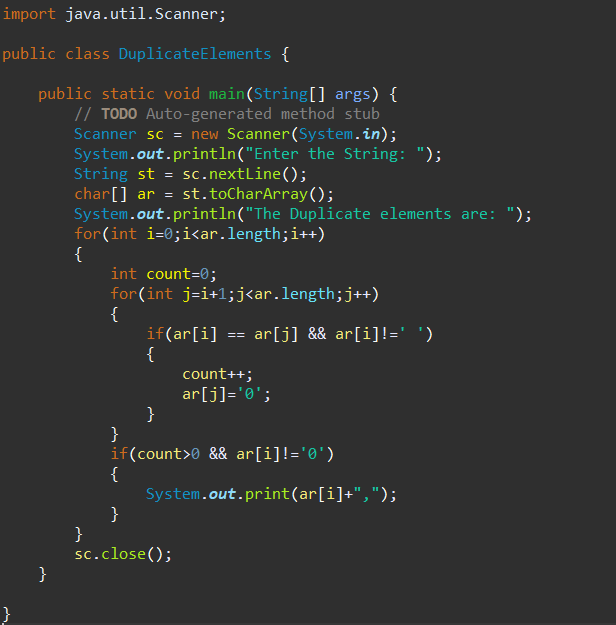 import java.util.Scanner;
public class DuplicateElements {
public static void main(String[] args) {
// TODO Auto-generated method stub
Scanner sc = new Scanner(System.in);
System.out.println("Enter the String: ");
String st = sc.nextLine();
char[] ar = st.toCharArray();
System.out.println("The Duplicate elements are: ");
for(int i=0;i<ar.length;i++)
{
int count=0;
for(int j=i+1;j<ar.length;j++)
{
if(ar[i] == ar[j] && ar[i]!=' ')
{
count++;
ar[j]='0';
}
}
if(count>0 && ar[i]!='0')
{
System.out.print(ar[i]+",");
}
}
sc.close();
}
}